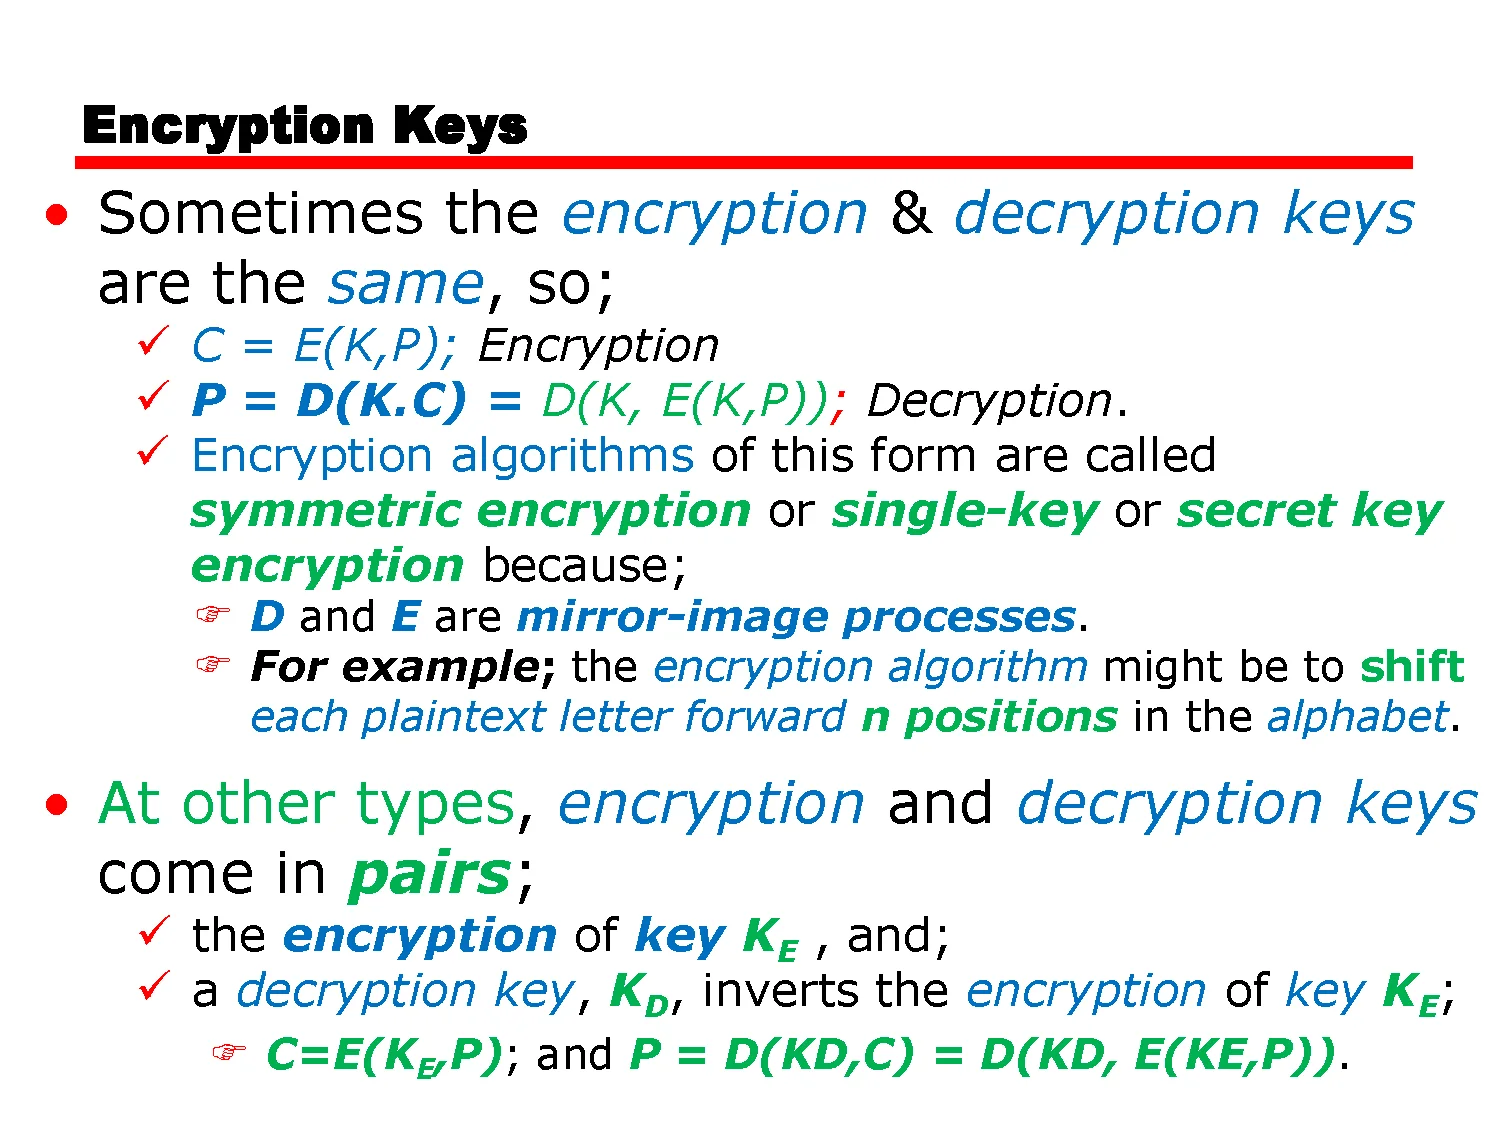 Encryption Keys
• Sometimes the encryption & decryption keys
are the same, so;
✓ C = E(K,P); Encryption
✓ P = D(K.C) = D(K, E(K,P)); Decryption.
✓ Encryption algorithms of this form are called
symmetric encryption or single-key or secret key
encryption because;
☞ D and E are mirror-image processes.
☞ For example; the encryption algorithm might be to shift
each plaintext letter forward n positions in the alphabet.
• At other types, encryption and decryption keys
come in pairs;
✓ the encryption of key KE , and;
✓ a decryption key, KD, inverts the encryption of key KE;
☞ C=E(KE,P); and P = D(KD,C) = D(KD, E(KE,P)).